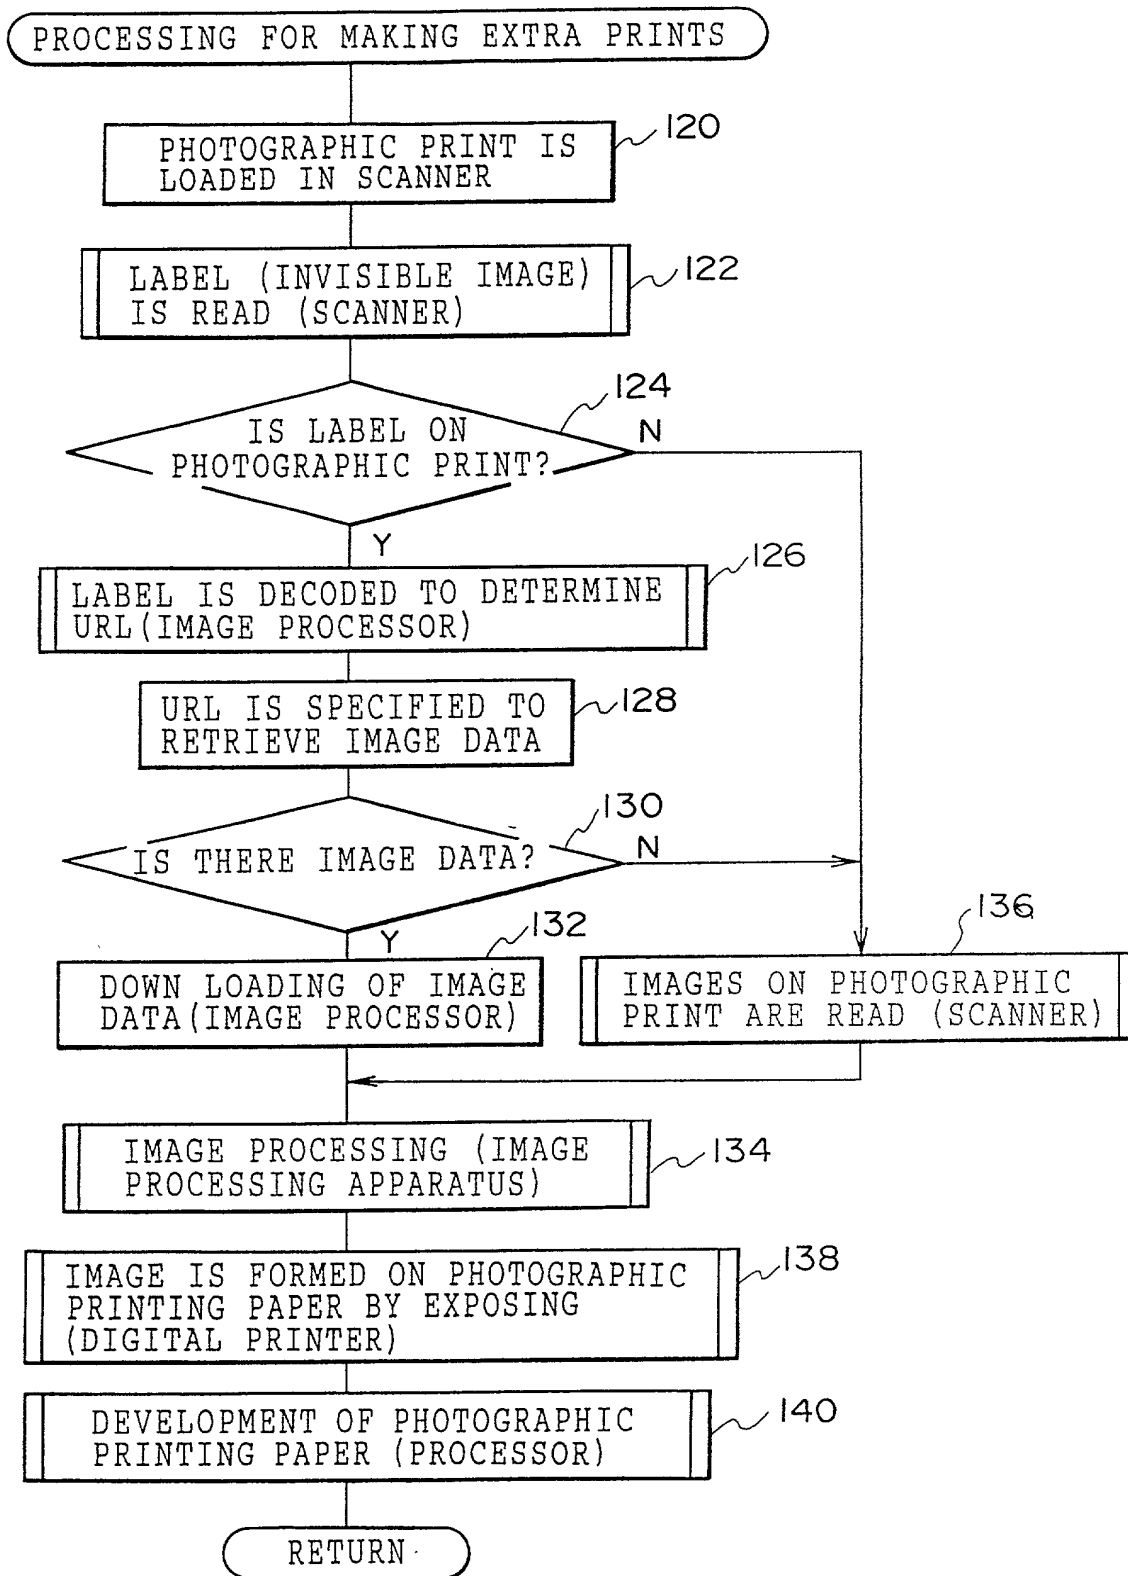 PROCESSING FOR MAKING EXTRA PRINTS
120
PHOTOGRAPHIC PRINT IS
LOADED IN SCANNER
122
LABEL (INVISIBLE IMAGE)
IS READ (SCANNER)
124
IS LABEL ON
PHOTOGRAPHIC PRINT?
N
Y
126
LABEL IS DECODED TO DETERMINE
URL(IMAGE PROCESSOR)
128
URL IS SPECIFIED TO
RETRIEVE IMAGE DATA
130
IS THERE IMAGE DATA?
N
Y
132
DOWN LOADING OF IMAGE
DATA(IMAGE PROCESSOR)
136
IMAGES ON PHOTOGRAPHIC
PRINT ARE READ (SCANNER)
IMAGE PROCESSING (IMAGE
PROCESSING APPARATUS)
134
138
IMAGE IS FORMED ON PHOTOGRAPHIC
PRINTING PAPER BY EXPOSING
(DIGITAL PRINTER)
140
DEVELOPMENT OF PHOTOGRAPHIC
PRINTING PAPER (PROCESSOR)
RETURN